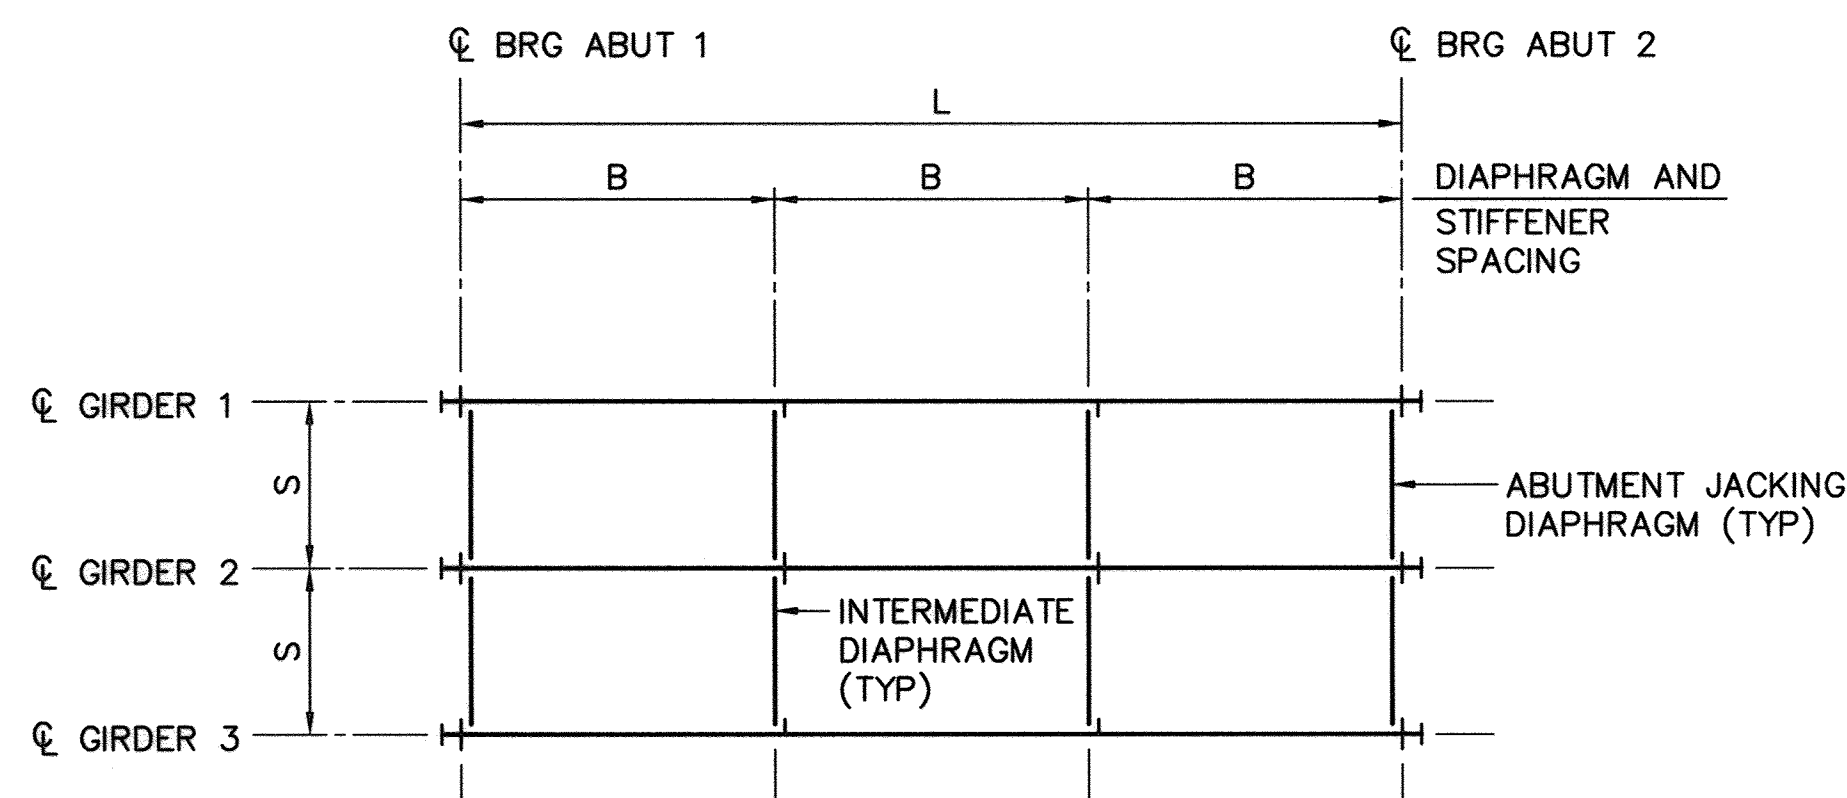 ℄ BRG ABUT 1
℄ BRG ABUT 2
L
B
B
B
DIAPHRAGM AND
STIFFENER
SPACING
℄ GIRDER 1
S
ABUTMENT JACKING
DIAPHRAGM (TYP)
℄ GIRDER 2
INTERMEDIATE
DIAPHRAGM
(TYP)
S
℄ GIRDER 3